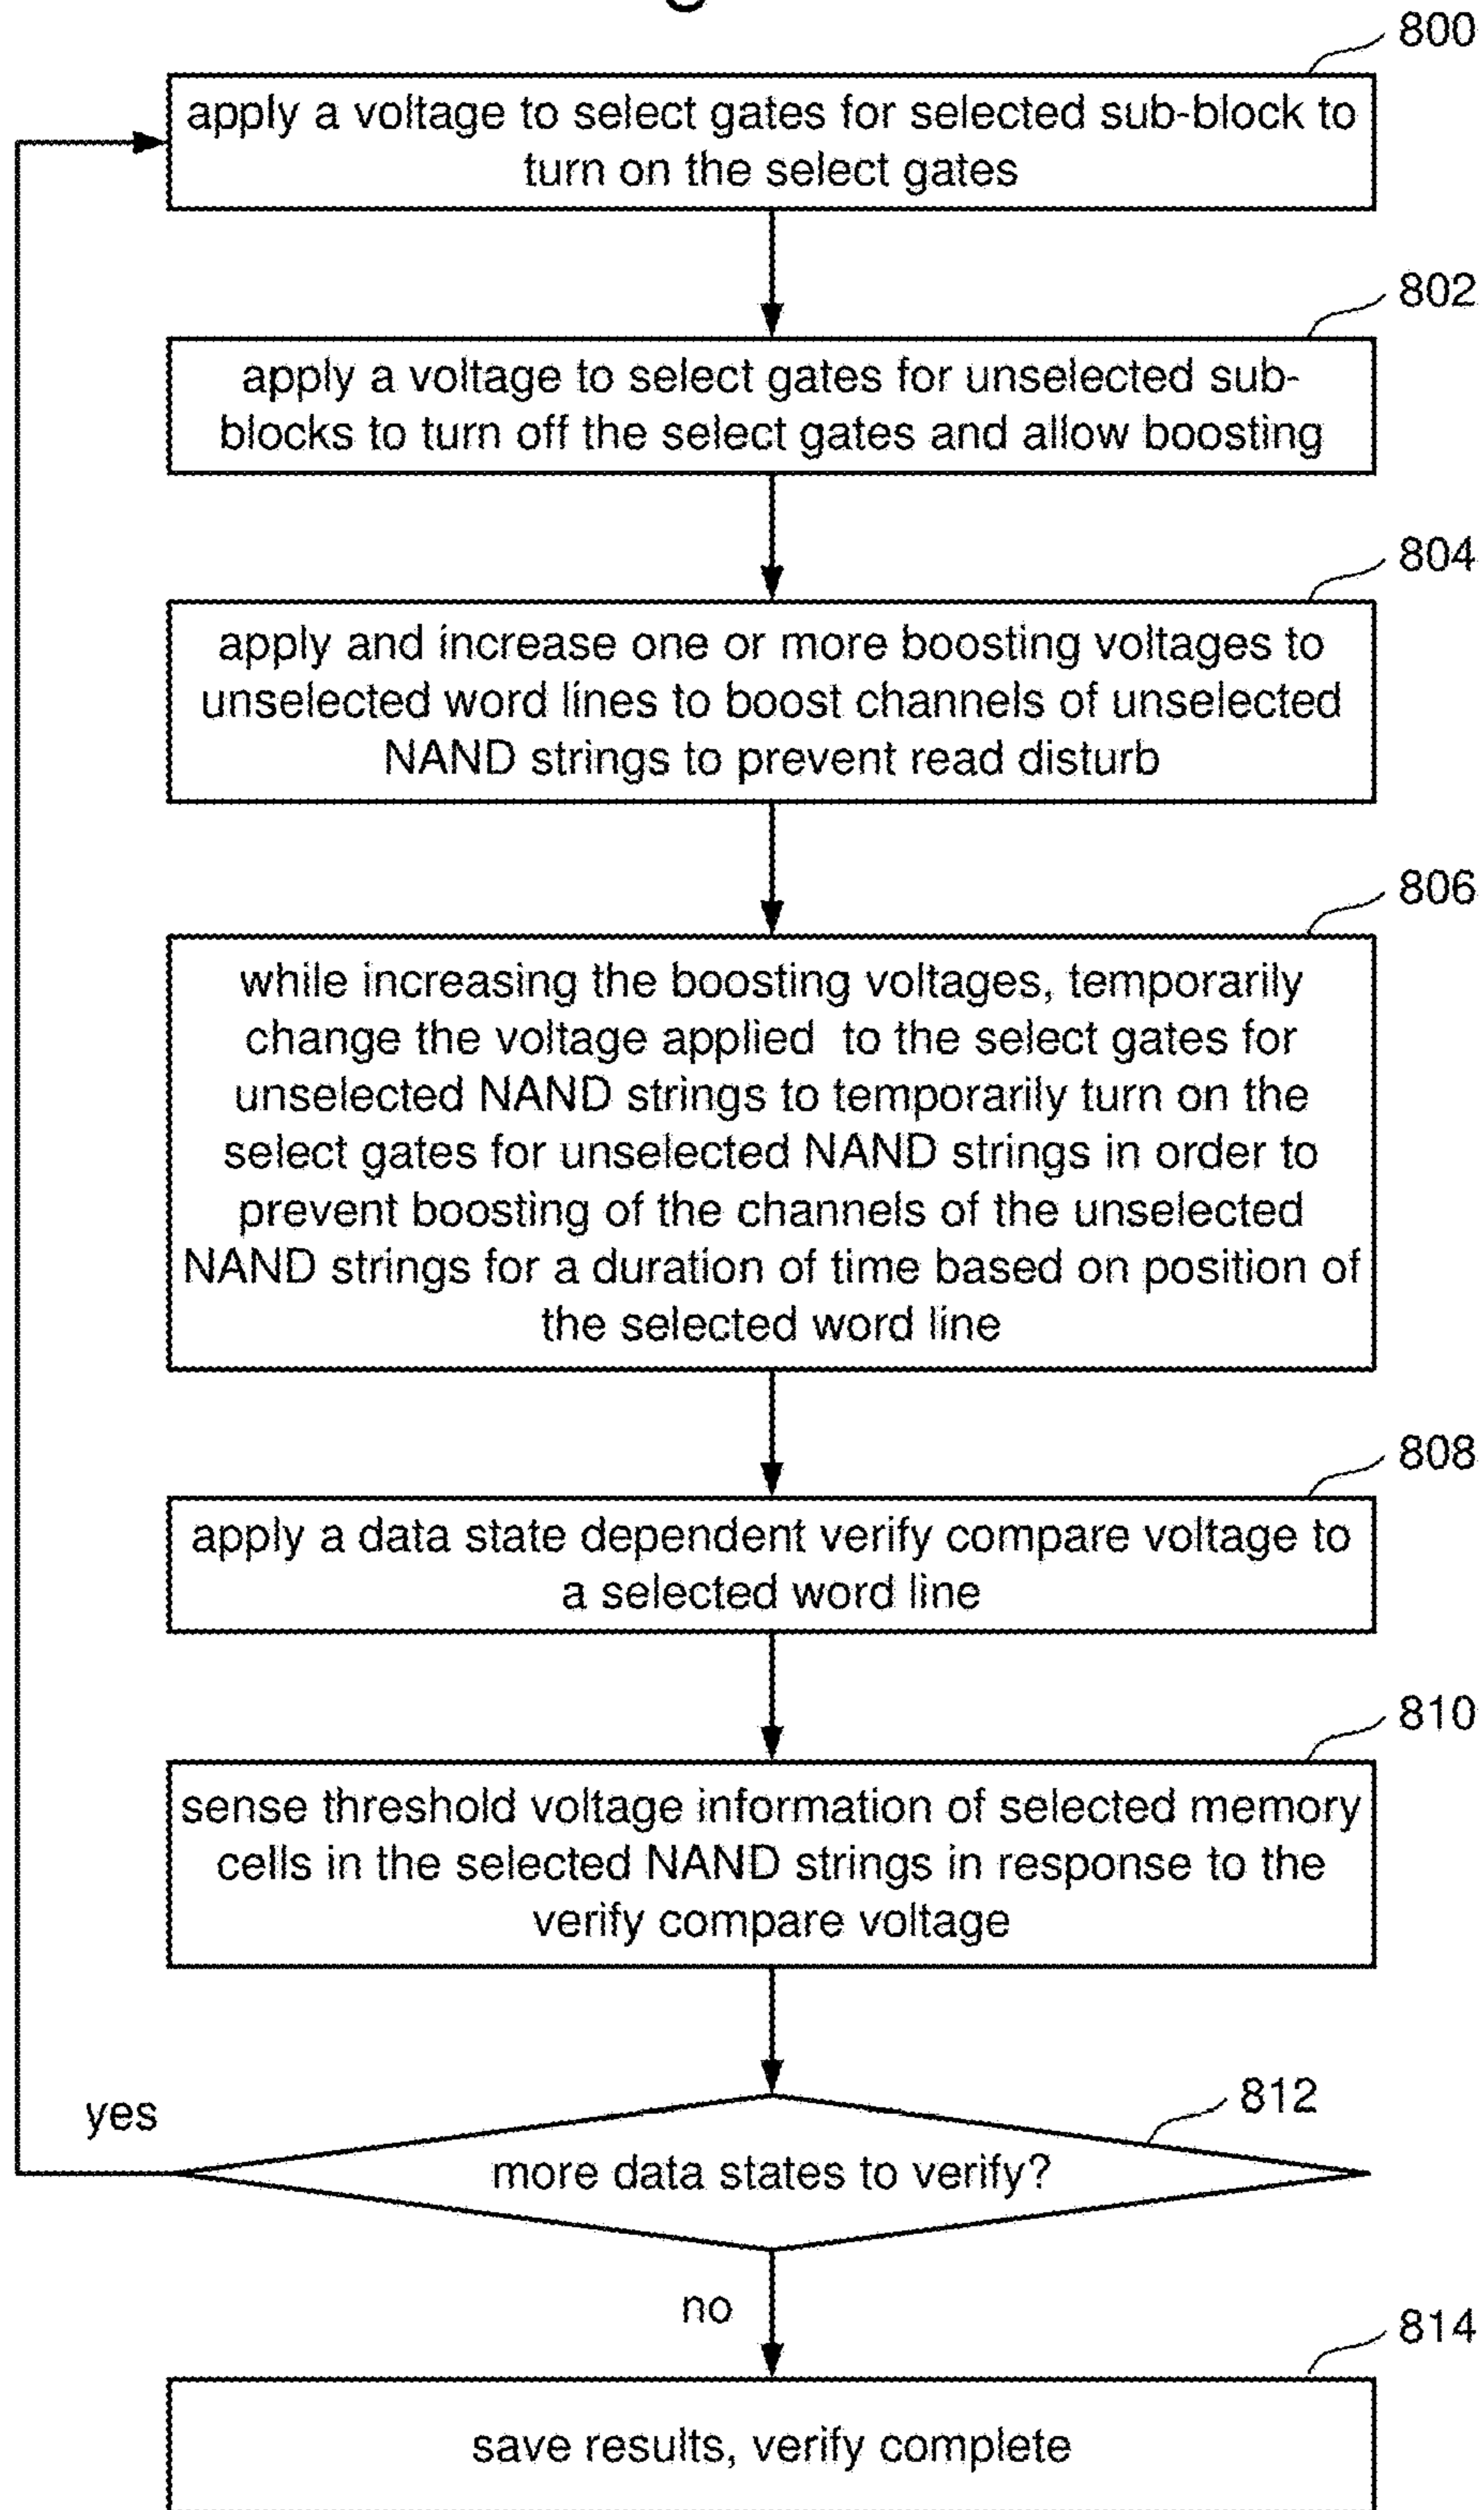 800
apply a voltage to select gates for selected sub-block to
turn on the select gates
802
apply a voltage to select gates for unselected sub-
blocks to turn off the select gates and allow boosting
804
apply and increase one or more boosting voltages to
unselected word lines to boost channels of unselected
NAND strings to prevent read disturb
806
while increasing the boosting voltages, temporarily
change the voltage applied to the select gates for
unselected NAND strings to temporarily turn on the
select gates for unselected NAND strings in order to
prevent boosting of the channels of the unselected
NAND strings for a duration of time based on position of
the selected word line
808
apply a data state dependent verify compare voltage to
a selected word line
810
sense threshold voltage information of selected memory
cells in the selected NAND strings in response to the
verify compare voltage
812
yes
more data states to verify?
no
814
save results, verify complete